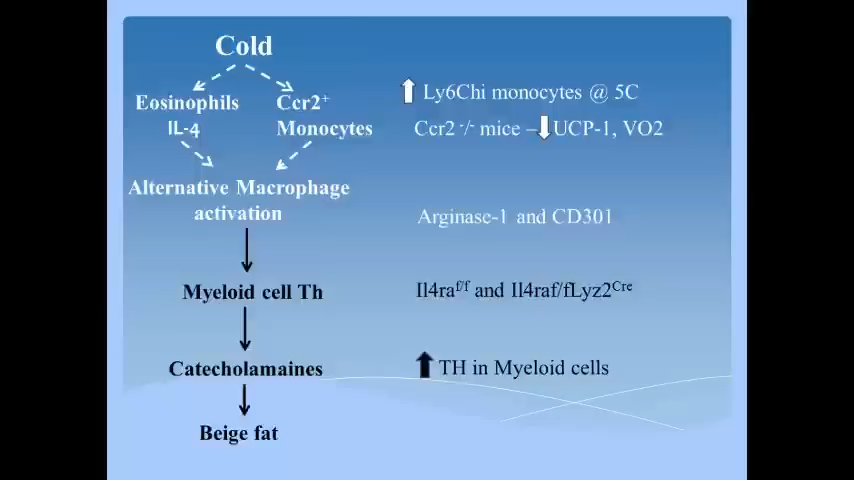 Cold
Eosinophils
IL-4
Ccr2+
Monocytes
Ly6Chi monocytes @ 5C
Ccr2 -/- mice – UCP-1, VO2
Alternative Macrophage
activation
Arginase-1 and CD301
Myeloid cell Th
Il4raf/f and Il4raf/fLyz2Cre
Catecholamaines
TH in Myeloid cells
Beige fat